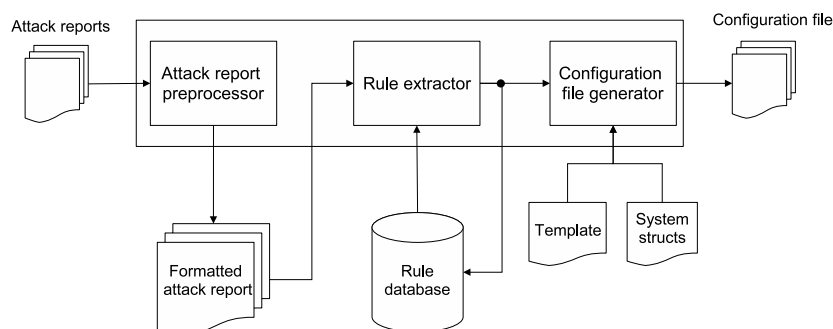 Attack reports
Configuration file
Attack report
preprocessor
Rule extractor
Configuration
file generator
Formatted
attack report
Rule
database
Template
System
structs